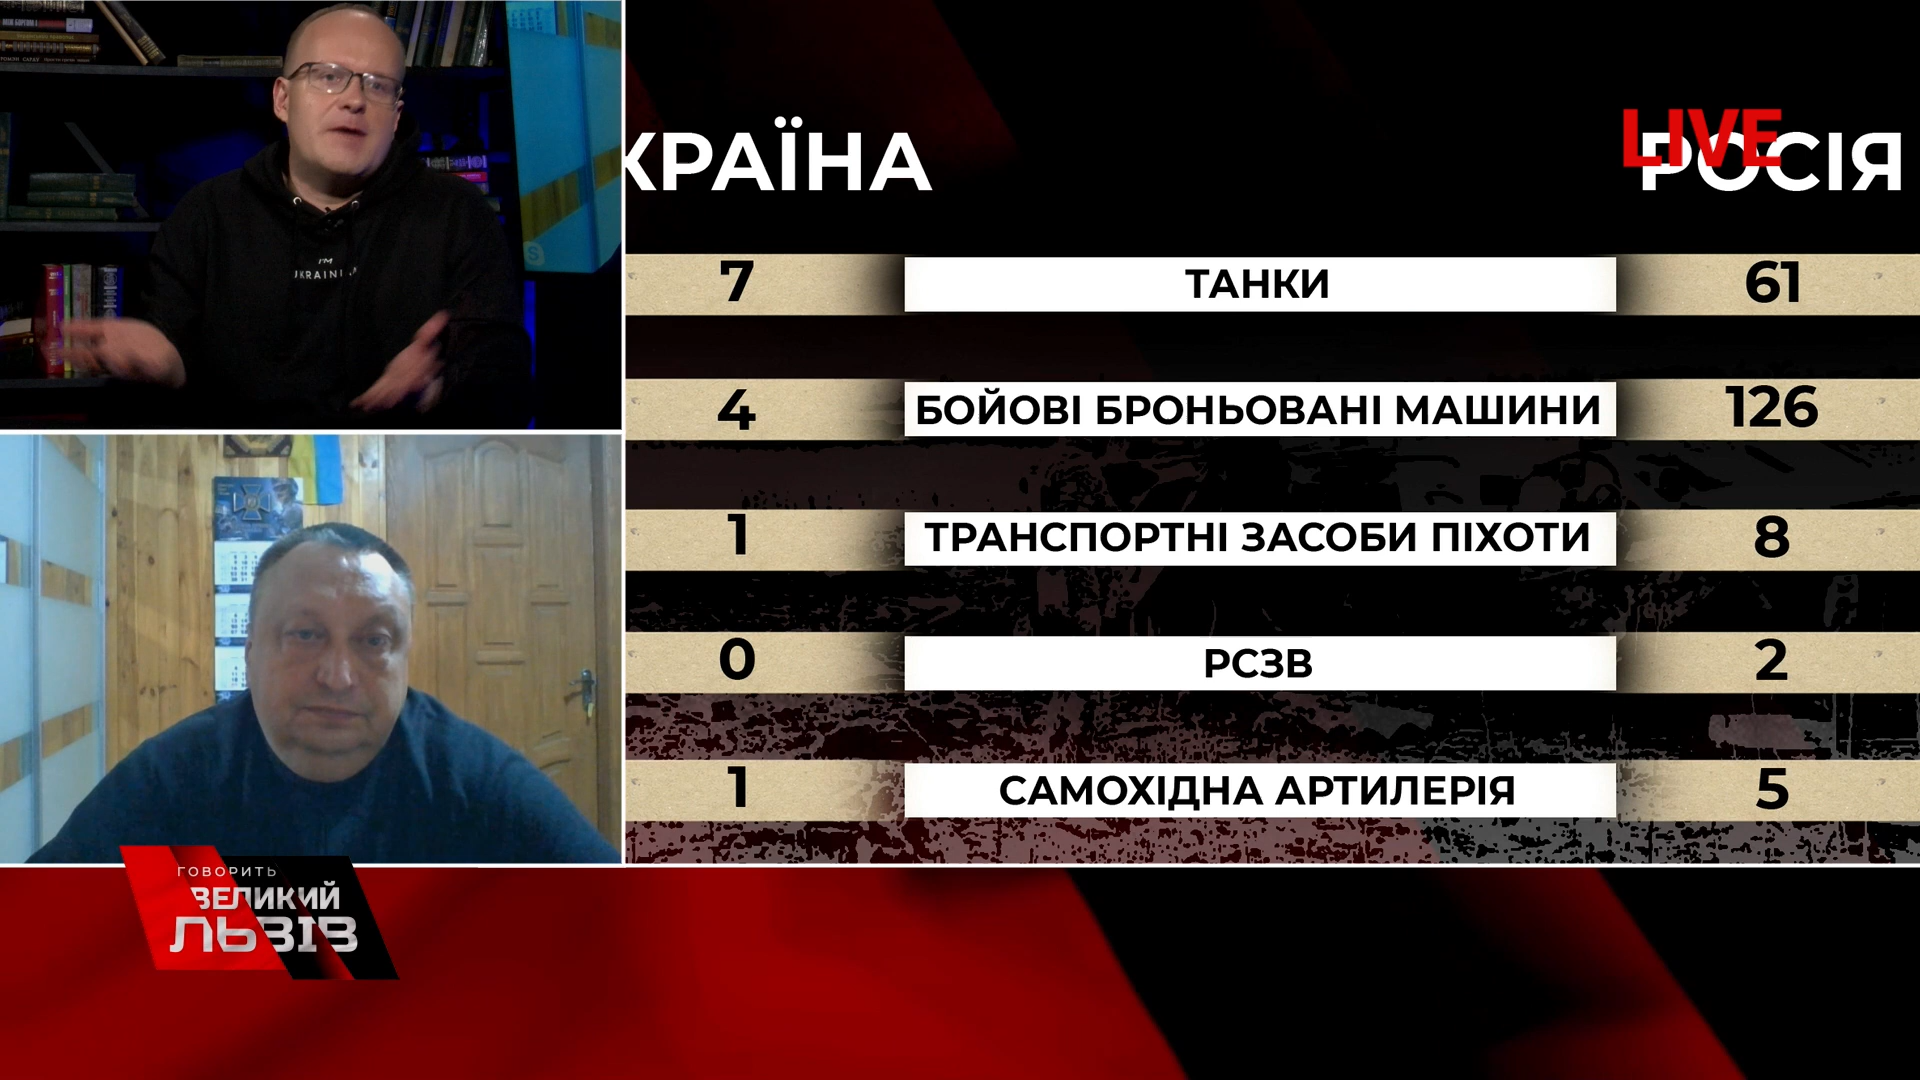 I'M
UKRAINIAN
КРАЇНА
LIVE
РОСІЯ
7 ТАНКИ 61
4 БОЙОВІ БРОНЬОВАНІ МАШИНИ 126
1 ТРАНСПОРТНІ ЗАСОБИ ПІХОТИ 8
0 РСЗВ 2
1 САМОХІДНА АРТИЛЕРІЯ 5
ГОВОРИТЬ
ВЕЛИКИЙ
ЛЬВІВ